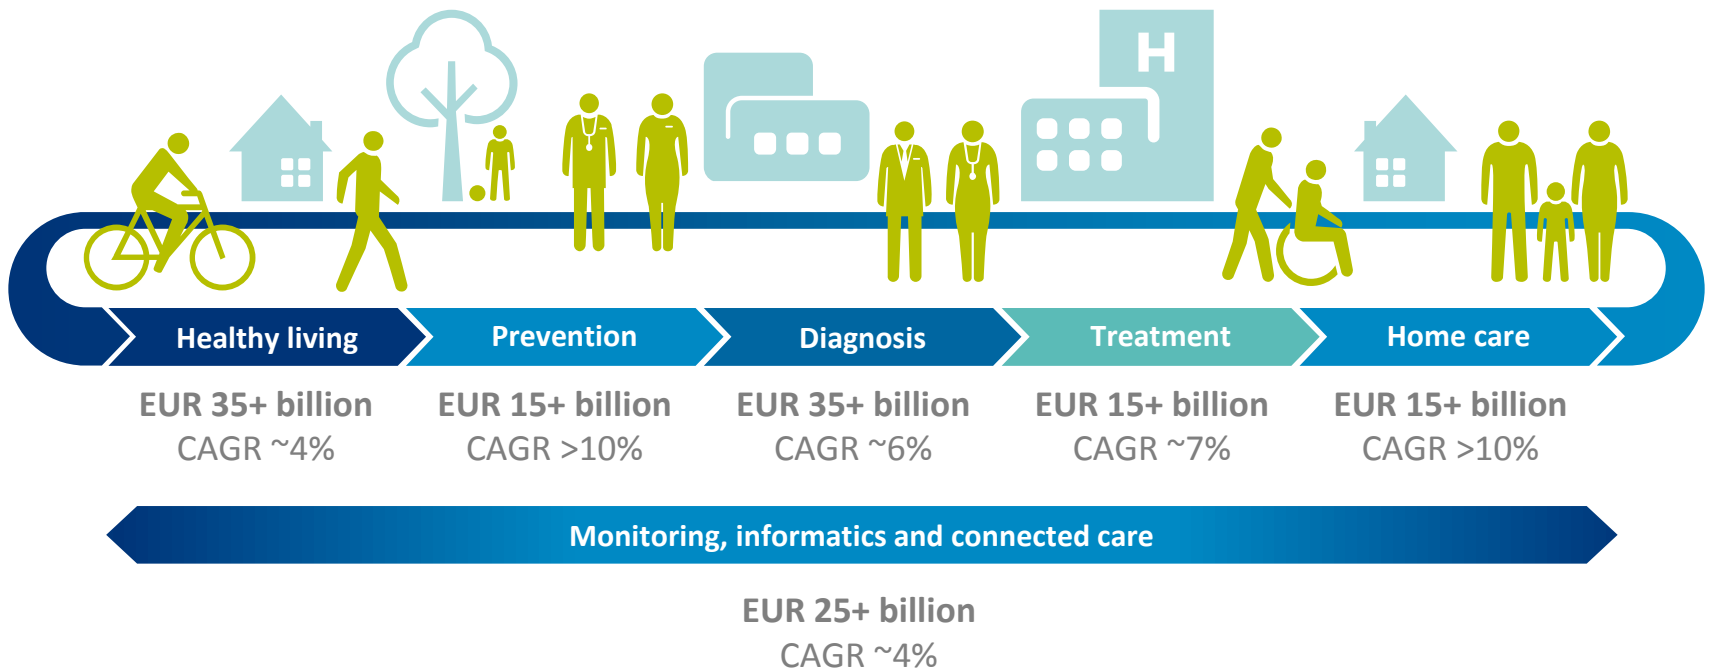 H
Healthy living
Prevention
Diagnosis
Treatment
Home care
EUR 35+ billion
CAGR ~4%
EUR 15+ billion
CAGR >10%
EUR 35+ billion
CAGR ~6%
EUR 15+ billion
CAGR ~7%
EUR 15+ billion
CAGR >10%
Monitoring, informatics and connected care
EUR 25+ billion
CAGR ~4%